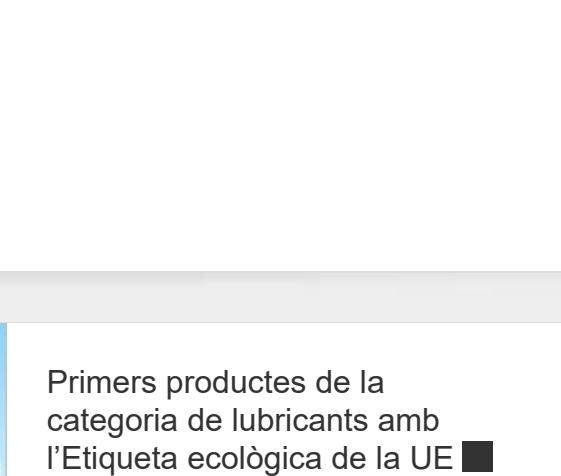 Primers productes de la
categoria de lubricants amb
l’Etiqueta ecològica de la UE